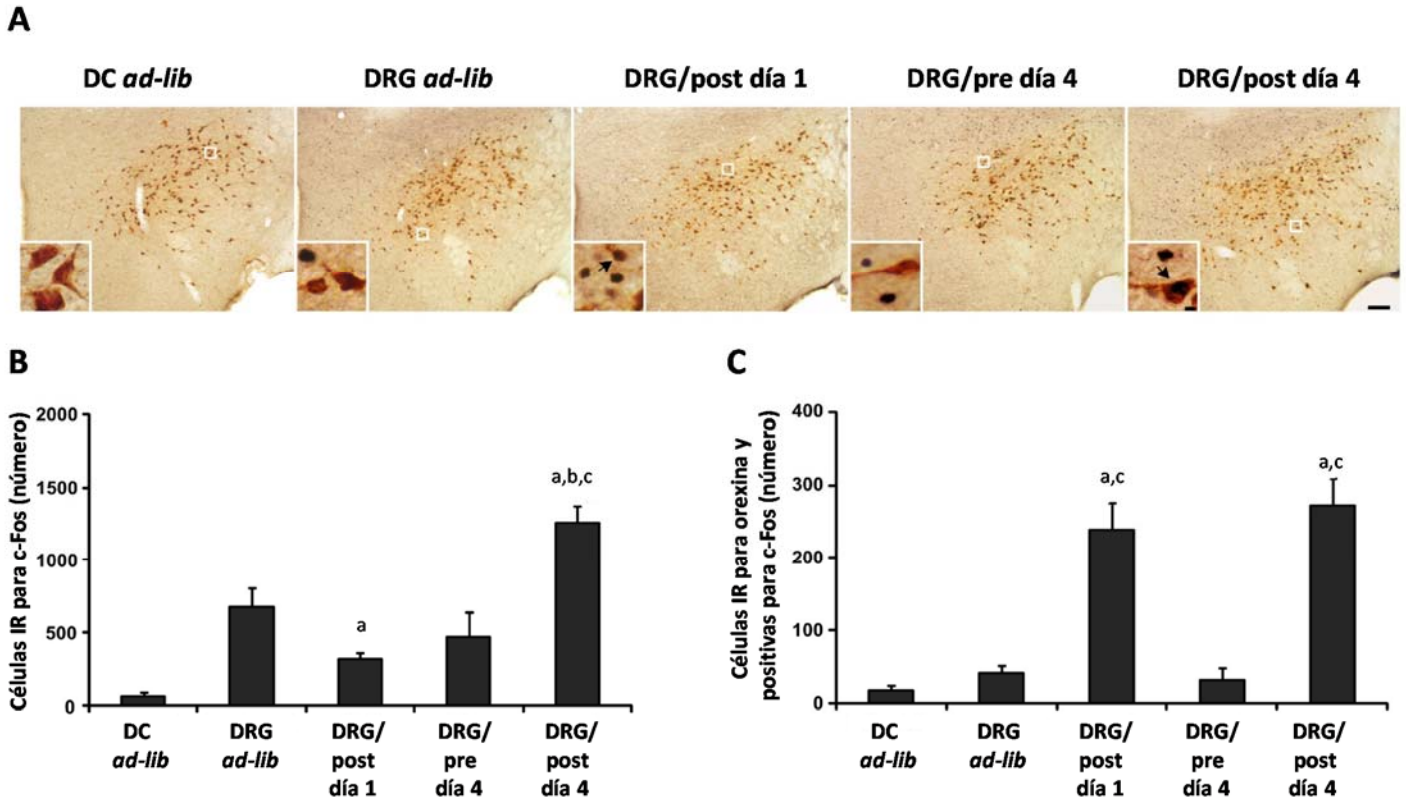 A
DC ad-lib
DRG ad-lib
DRG/post día 1
DRG/pre día 4
DRG/post día 4
B
Células IR para c-Fos (número)
2000
1500
1000
500
0
a
a,b,c
DC
ad-lib
DRG
ad-lib
DRG/
post
día 1
DRG/
pre
día 4
DRG/
post
día 4
C
Células IR para orexina y
positivas para c-Fos (número)
400
300
200
100
0
a,c
a,c
DC
ad-lib
DRG
ad-lib
DRG/
post
día 1
DRG/
pre
día 4
DRG/
post
día 4